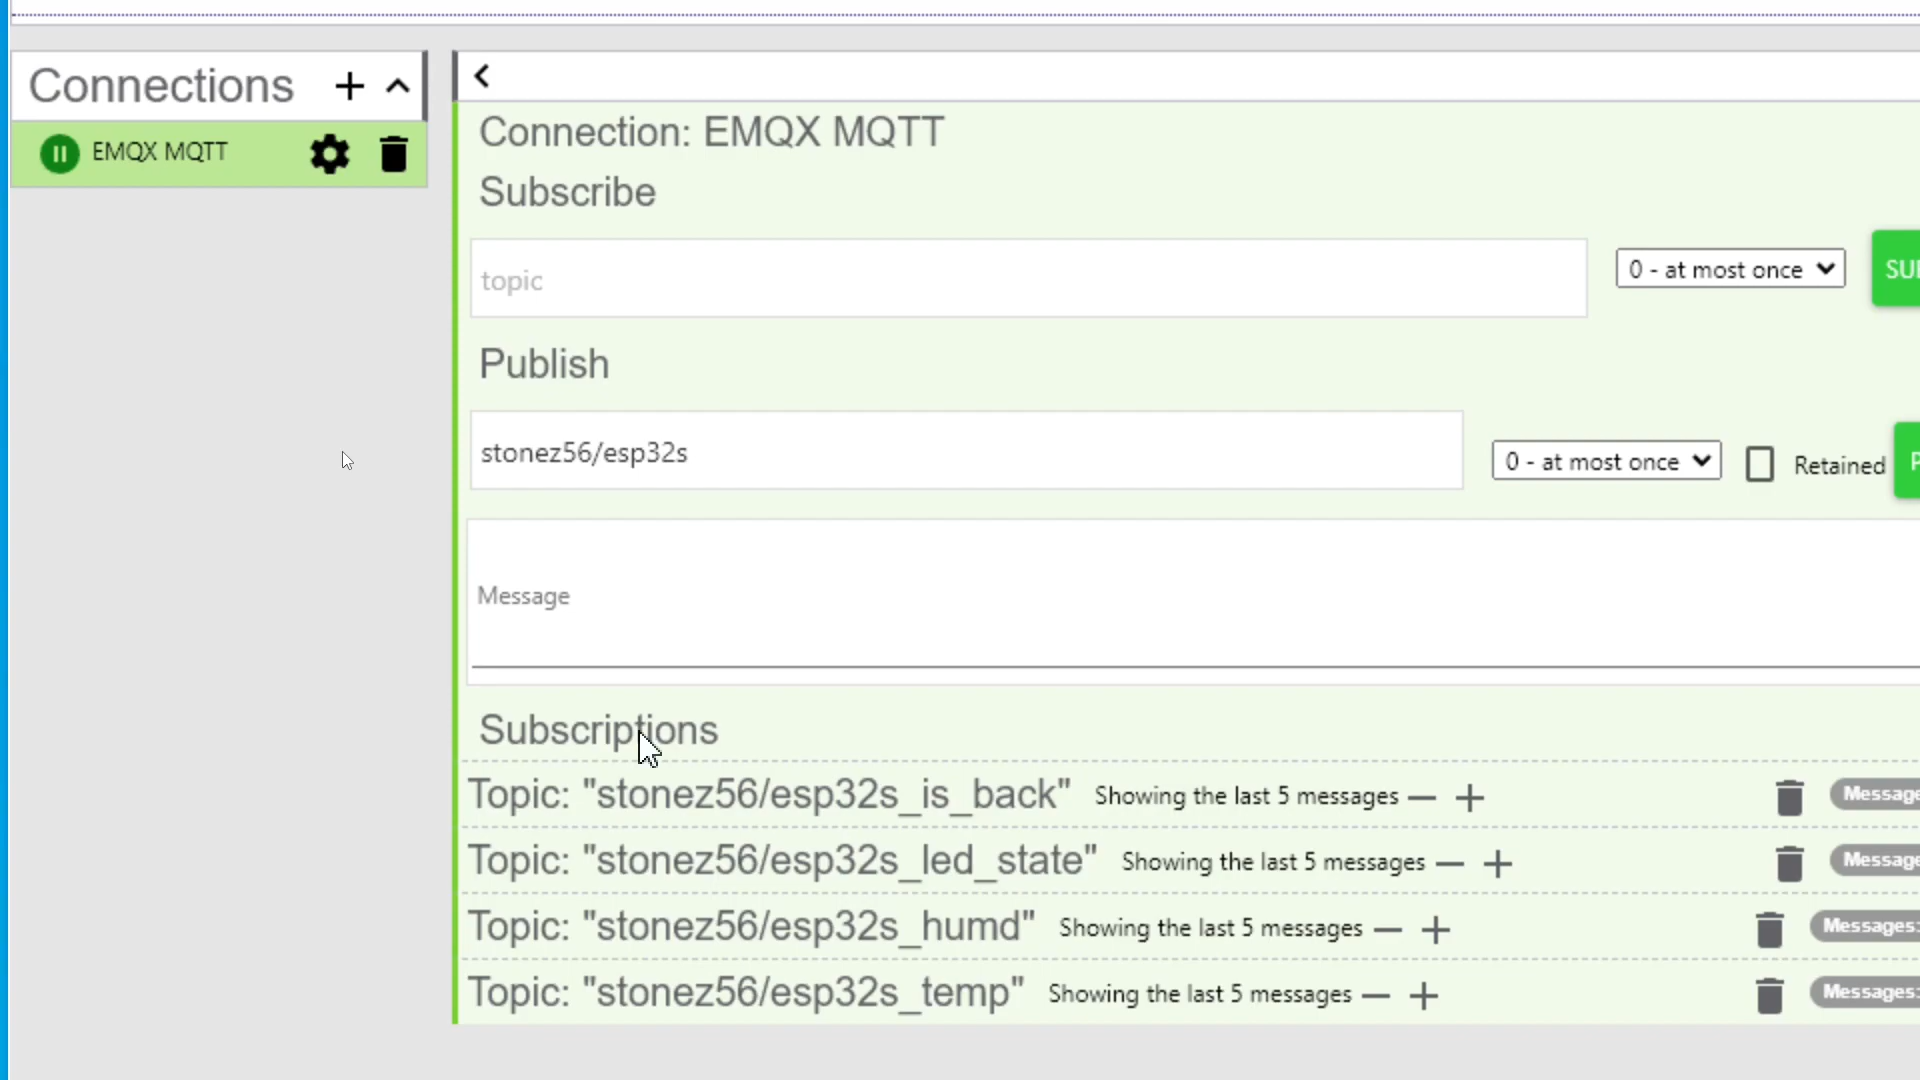 Connections
EMQX MQTT
Connection: EMQX MQTT
Subscribe
topic
0 - at most once
Publish
stonez56/esp32s
0 - at most once
Retained
Message
Subscriptions
Topic: "stonez56/esp32s_is_back" Showing the last 5 messages
Topic: "stonez56/esp32s_led_state" Showing the last 5 messages
Topic: "stonez56/esp32s_humd" Showing the last 5 messages Messages:
Topic: "stonez56/esp32s_temp" Showing the last 5 messages Messages: